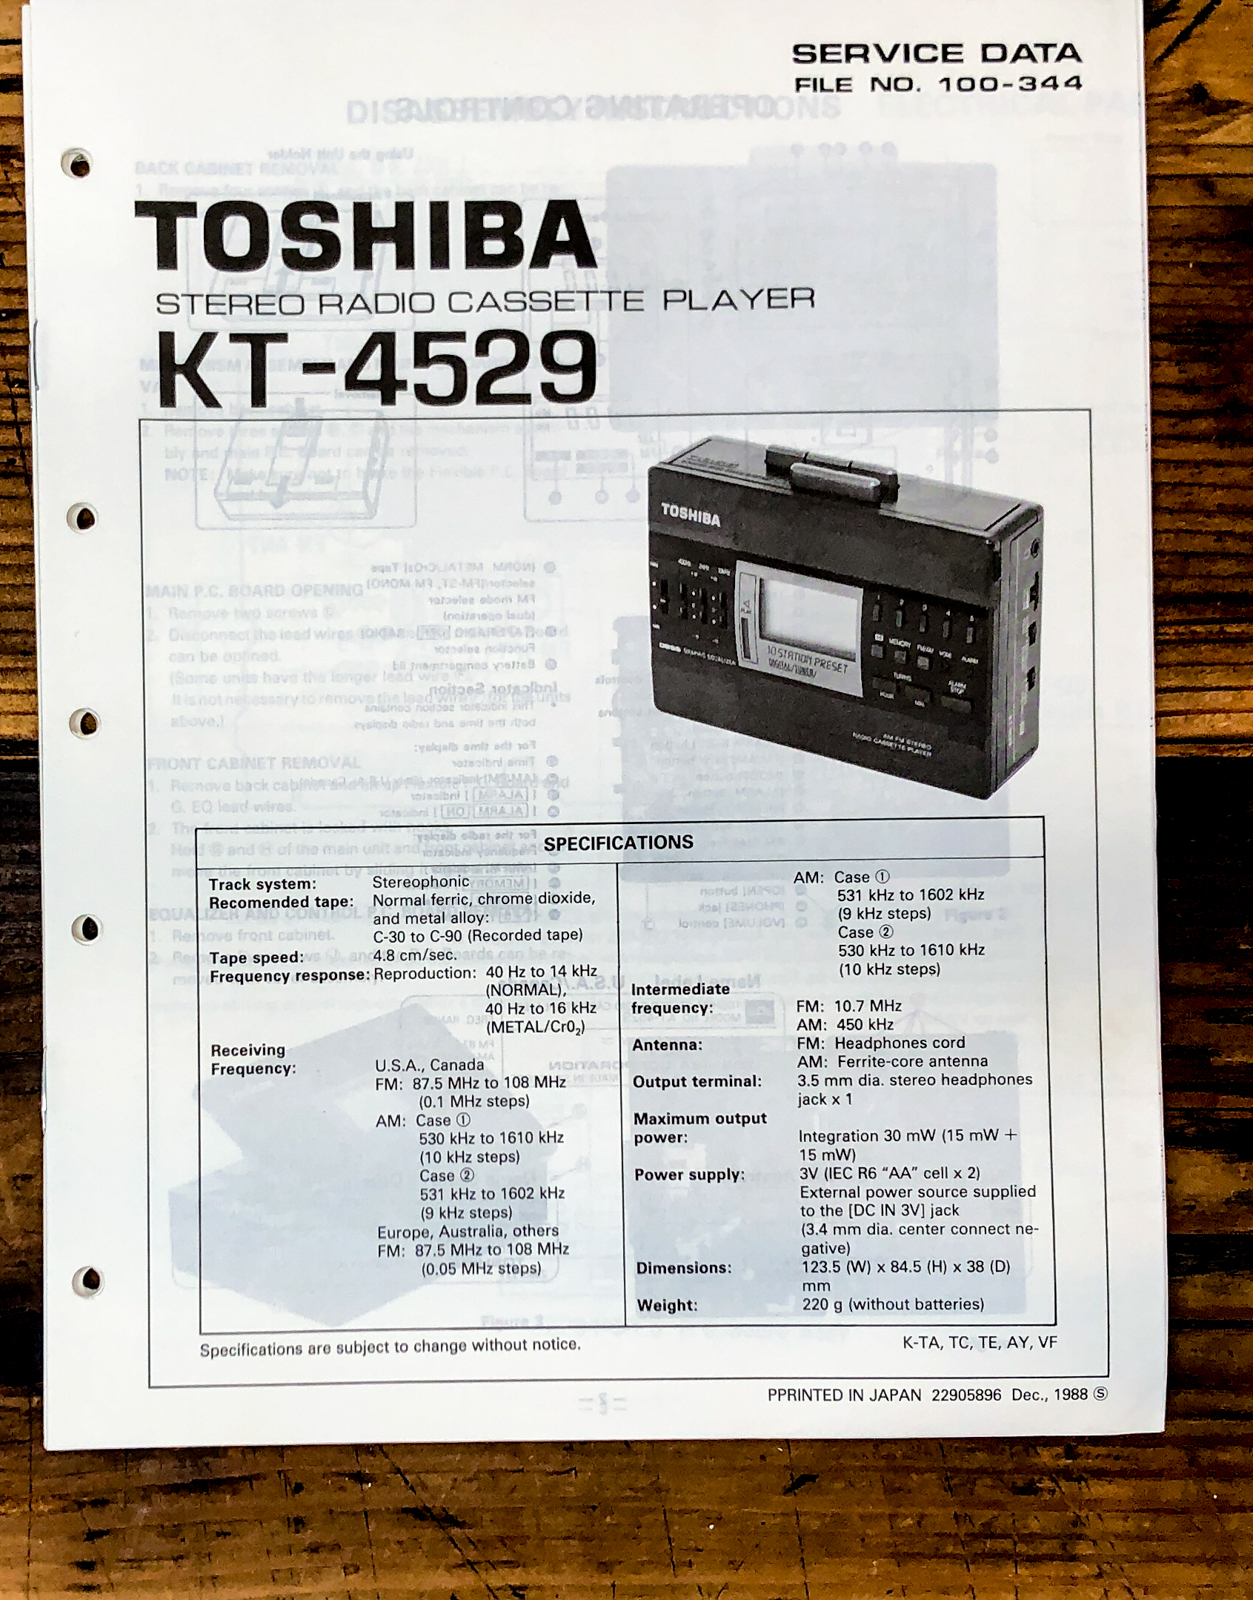 SERVICE DATA
FILE NO. 100-344
TOSHIBA
STEREO RADIO CASSETTE PLAYER
KT-4529
TOSHIBA
10 STATION PRESET
AM FM STEREO
RADIO CASSETTE PLAYER
SPECIFICATIONS
Track system: Stereophonic
Recomended tape: Normal ferric, chrome dioxide,
and metal alloy:
C-30 to C-90 (Recorded tape)
Tape speed: 4.8 cm/sec.
Frequency response: Reproduction: 40 Hz to 14 kHz
(NORMAL),
40 Hz to 16 kHz
(METAL/CrO₂)
Receiving
Frequency: U.S.A., Canada
FM: 87.5 MHz to 108 MHz
(0.1 MHz steps)
AM: Case ①
530 kHz to 1610 kHz
(10 kHz steps)
Case ②
531 kHz to 1602 kHz
(9 kHz steps)
Europe, Australia, others
FM: 87.5 MHz to 108 MHz
(0.05 MHz steps)
AM: Case ①
531 kHz to 1602 kHz
(9 kHz steps)
Case ②
530 kHz to 1610 kHz
(10 kHz steps)
Intermediate
frequency: FM: 10.7 MHz
AM: 450 kHz
Antenna: FM: Headphones cord
AM: Ferrite-core antenna
Output terminal: 3.5 mm dia. stereo headphones
jack x 1
Maximum output
power: Integration 30 mW (15 mW +
15 mW)
Power supply: 3V (IEC R6 “AA” cell x 2)
External power source supplied
to the [DC IN 3V] jack
(3.4 mm dia. center connect ne-
gative)
Dimensions: 123.5 (W) x 84.5 (H) x 38 (D)
mm
Weight: 220 g (without batteries)
Specifications are subject to change without notice.
K-TA, TC, TE, AY, VF
PPRINTED IN JAPAN 22905896 Dec., 1988 Ⓢ